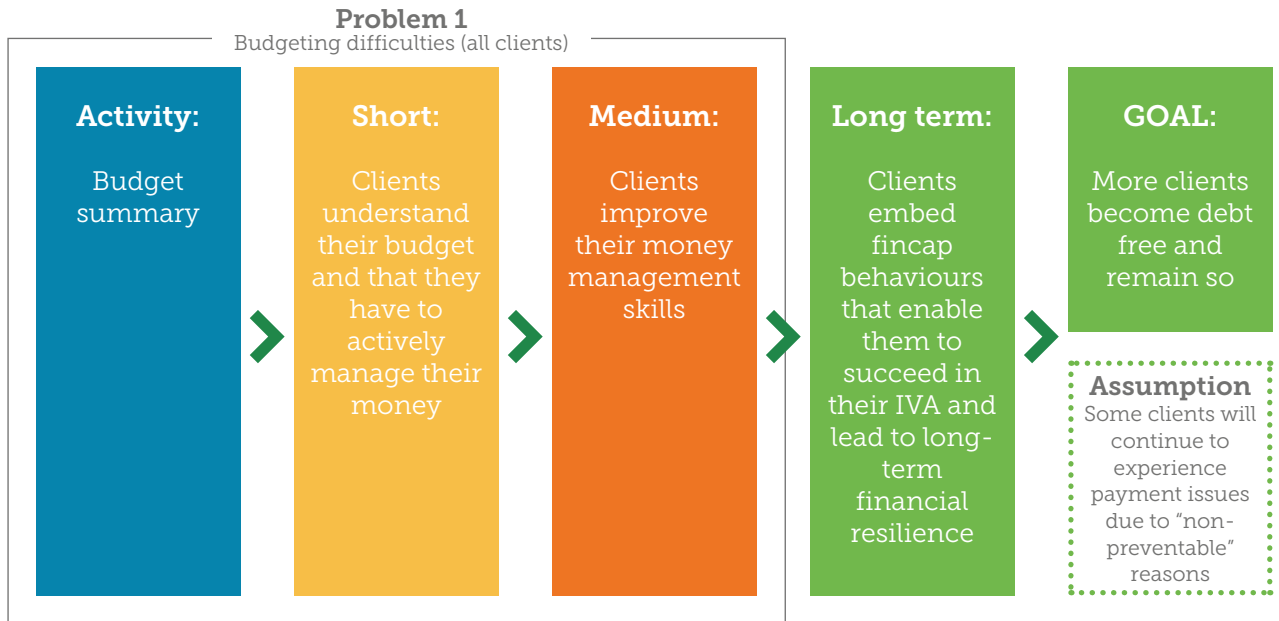 Problem 1
Budgeting difficulties (all clients)
Activity:
Budget
summary
Short:
Clients
understand
their budget
and that they
have to
actively
manage their
money
Medium:
Clients
improve
their money
management
skills
Long term:
Clients
embed
fincap
behaviours
that enable
them to
succeed in
their IVA and
lead to long-
term
financial
resilience
GOAL:
More clients
become debt
free and
remain so
Assumption
Some clients will
continue to
experience
payment issues
due to “non-
preventable”
reasons